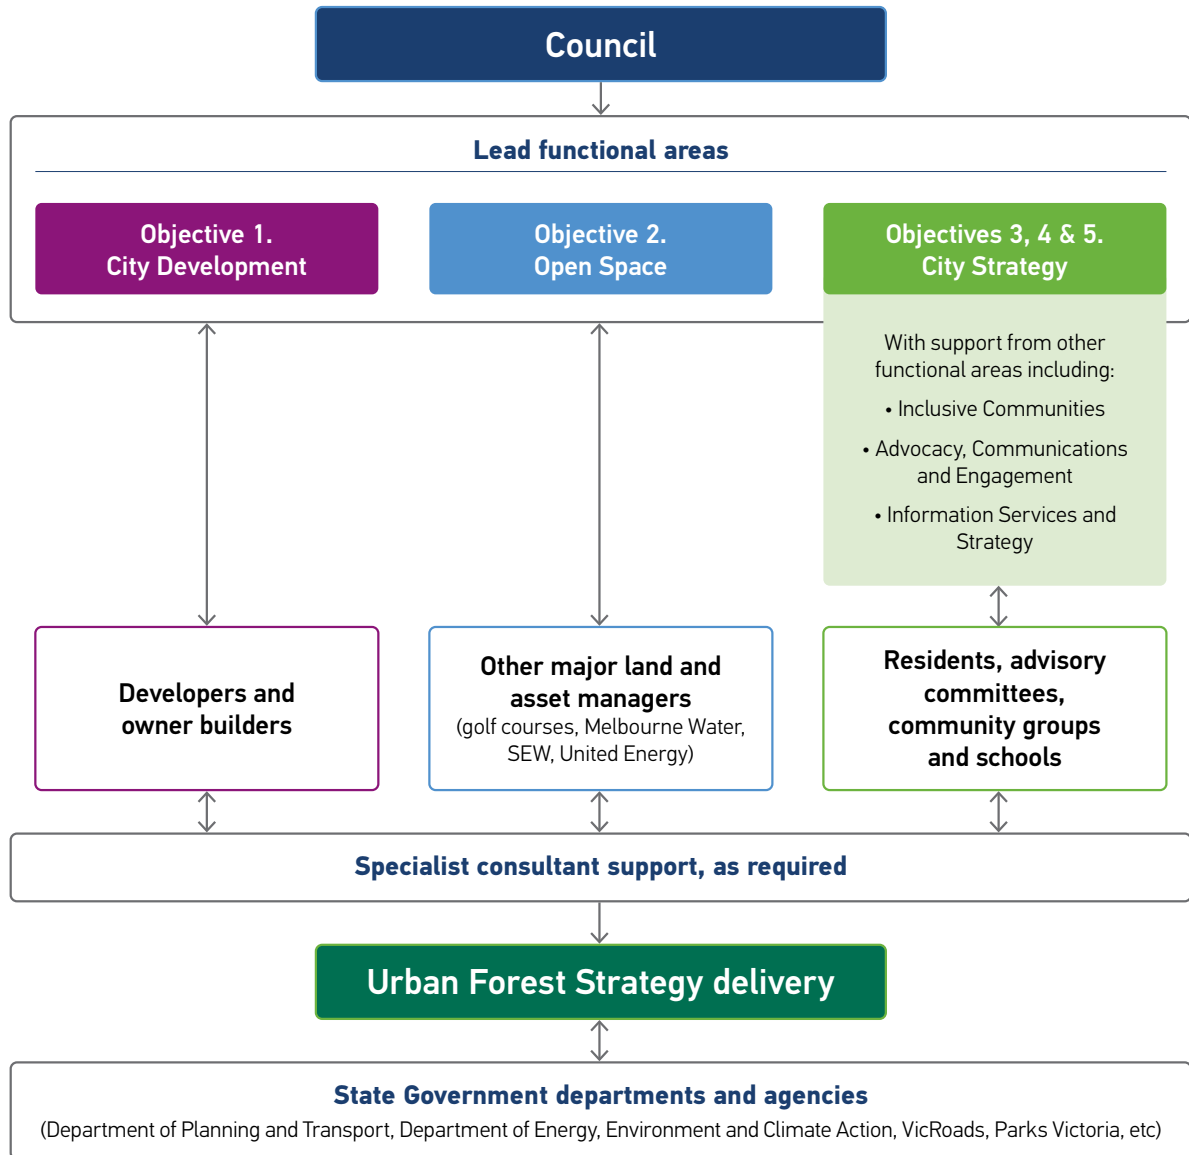 Council
Lead functional areas
Objective 1.
City Development
Objective 2.
Open Space
Objectives 3, 4 & 5.
City Strategy
With support from other
functional areas including:
• Inclusive Communities
• Advocacy, Communications
and Engagement
• Information Services and
Strategy
Developers and
owner builders
Other major land and
asset managers
(golf courses, Melbourne Water,
SEW, United Energy)
Residents, advisory
committees,
community groups
and schools
Specialist consultant support, as required
Urban Forest Strategy delivery
State Government departments and agencies
(Department of Planning and Transport, Department of Energy, Environment and Climate Action, VicRoads, Parks Victoria, etc)